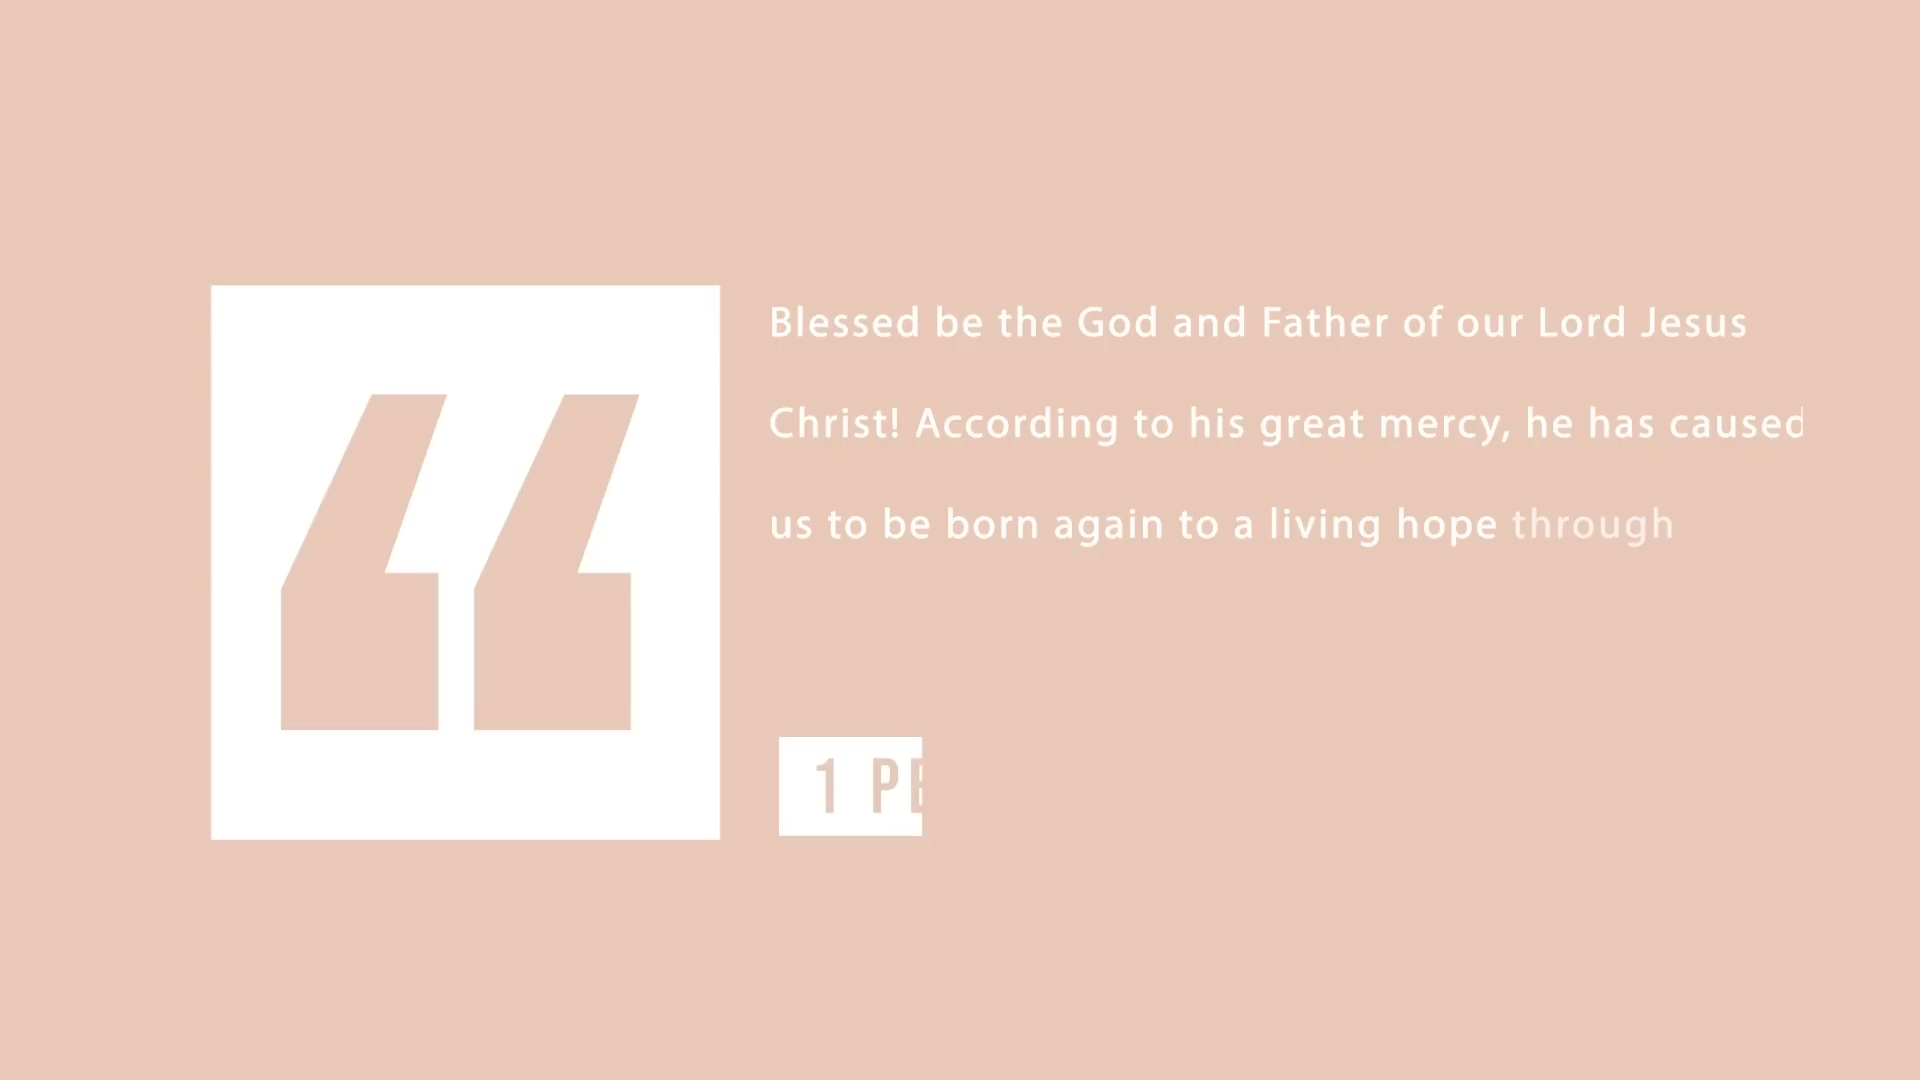 Blessed be the God and Father of our Lord Jesus
Christ! According to his great mercy, he has caused
us to be born again to a living hope through
1 PE